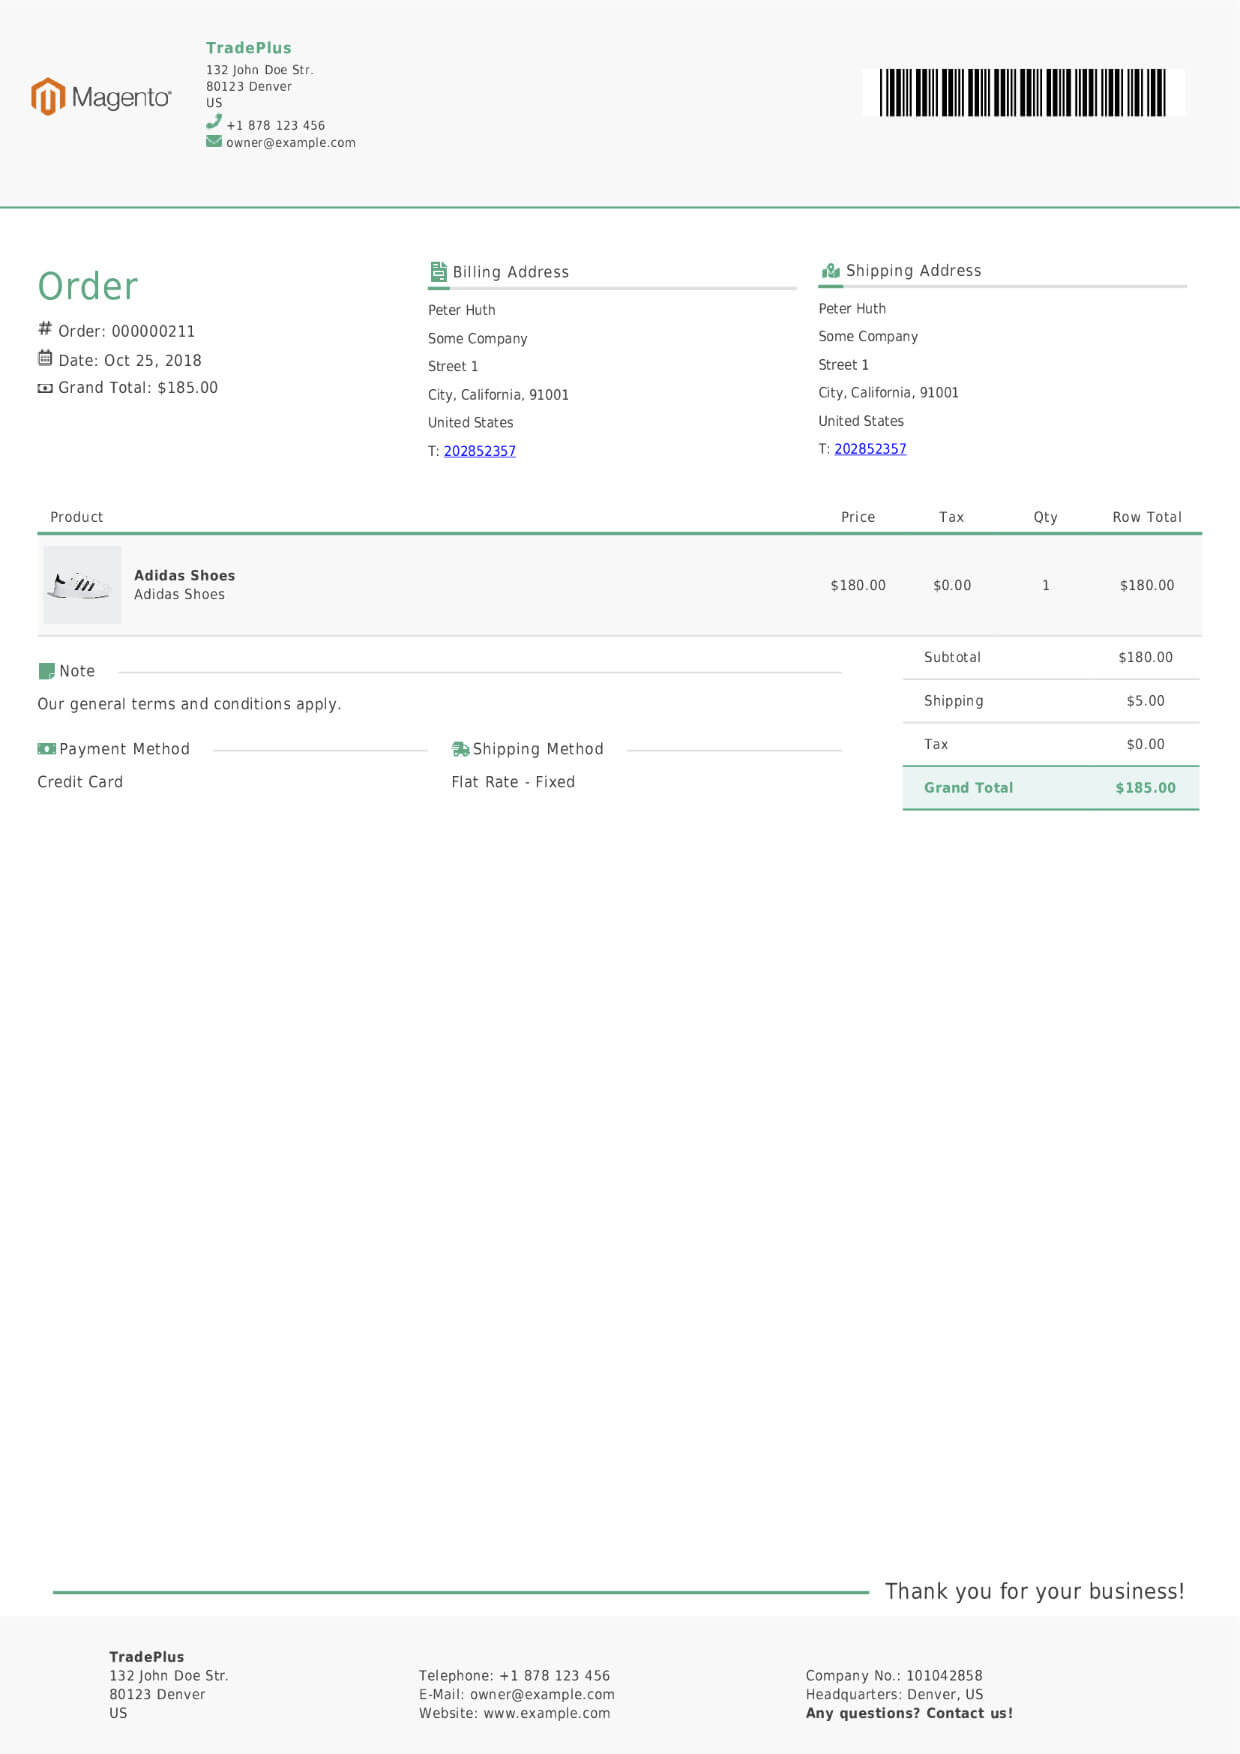 TradePlus
132 John Doe Str.
80123 Denver
US
+1 878 123 456
owner@example.com
Magento®
Order
# Order: 000000211
Date: Oct 25, 2018
Grand Total: $185.00
Billing Address
Peter Huth
Some Company
Street 1
City, California, 91001
United States
T: 202852357
Shipping Address
Peter Huth
Some Company
Street 1
City, California, 91001
United States
T: 202852357
Product Price Tax Qty Row Total
Adidas Shoes
Adidas Shoes
$180.00 $0.00 1 $180.00
Note
Our general terms and conditions apply.
Payment Method
Credit Card
Shipping Method
Flat Rate - Fixed
Subtotal $180.00
Shipping $5.00
Tax $0.00
Grand Total $185.00
Thank you for your business!
TradePlus
132 John Doe Str.
80123 Denver
US
Telephone: +1 878 123 456
E-Mail: owner@example.com
Website: www.example.com
Company No.: 101042858
Headquarters: Denver, US
Any questions? Contact us!